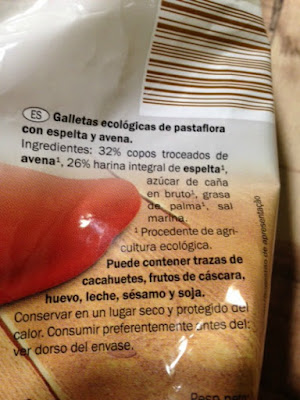 ES Galletas ecológicas de pastaflora
con espelta y avena.
Ingredientes: 32% copos troceados de
avena¹, 26% harina integral de espelta¹,
azúcar de caña
en bruto¹, grasa
de palma¹, sal
marina.
¹ Procedente de agri-
cultura ecológica.
Puede contener trazas de
cacahuetes, frutos de cáscara,
huevo, leche, sésamo y soja.
Conservar en un lugar seco y protegido del
calor. Consumir preferentemente antes del:
ver dorso del envase.
de apresentação